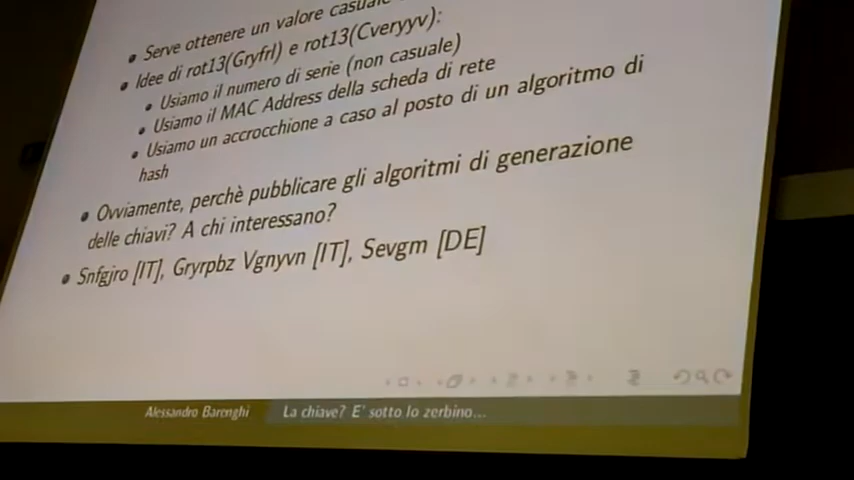 Serve ottenere un valore casuale
Idee di rot13(Gryfrl) e rot13(Cveryyv):
Usiamo il numero di serie (non casuale)
Usiamo il MAC Address della scheda di rete
Usiamo un accrocchione a caso al posto di un algoritmo di
hash
Ovviamente, perchè pubblicare gli algoritmi di generazione
delle chiavi? A chi interessano?
Snfgjro [IT], Gryrpbz Vgnyvn [IT], Sevgm [DE]
Alessandro Barenghi La chiave? E' sotto lo zerbino...